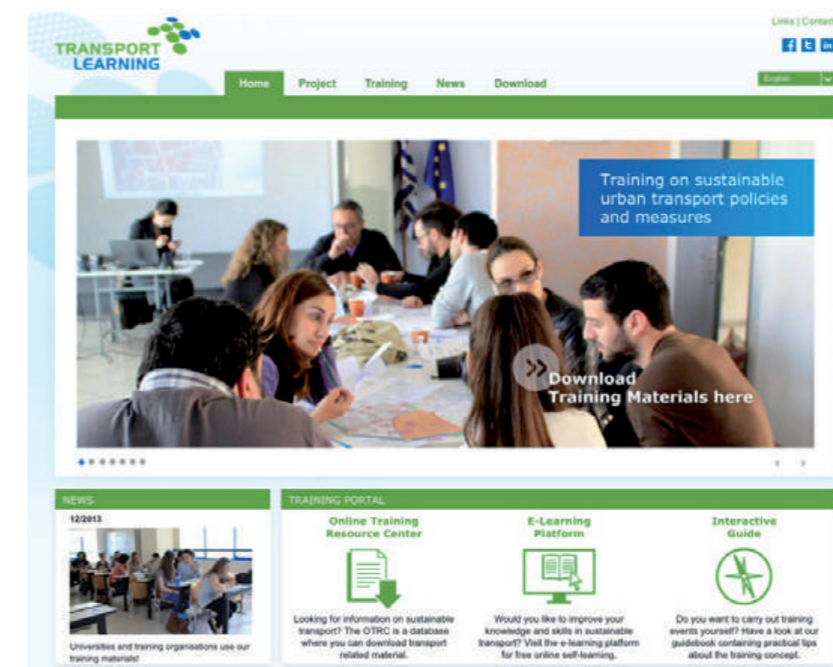 TRANSPORT
LEARNING
Links | Contact
Home Project Training News Download
English
Training on sustainable
urban transport policies
and measures
Download
Training Materials here
NEWS
12/2013
Universities and training organisations use our
training materials!
TRAINING PORTAL
Online Training
Resource Center
Looking for information on sustainable
transport? The OTRC is a database
where you can download transport
related material.
E-Learning
Platform
Would you like to improve your
knowledge and skills in sustainable
transport? Visit the e-learning platform
for free online self-learning.
Interactive
Guide
Do you want to carry out training
events yourself? Have a look at our
guidebook containing practical tips
about the training concept.